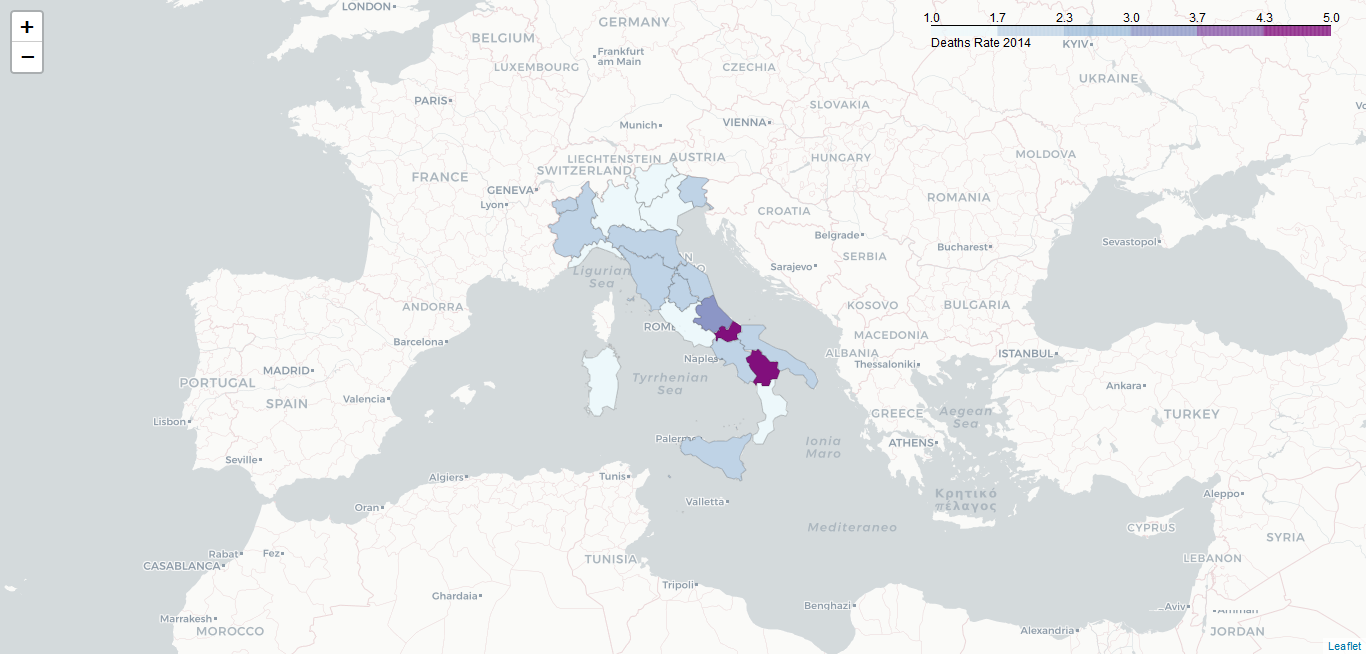 +
−
1.0 1.7 2.3 3.0 3.7 4.3 5.0
Deaths Rate 2014
LONDON
GERMANY
BELGIUM
KYIV
Frankfurt
am Main
LUXEMBOURG
CZECHIA
UKRAINE
PARIS
SLOVAKIA
Munich
VIENNA
LIECHTENSTEIN
AUSTRIA
HUNGARY
MOLDOVA
SWITZERLAND
FRANCE
GENEVA
Lyon
ROMANIA
CROATIA
Belgrade
Bucharest
Sevastopol
SERBIA
Sarajevo
Ligurian
Sea
ANDORRA
KOSOVO
BULGARIA
MACEDONIA
Barcelona
ALBANIA
ISTANBUL
Thessaloniki
Naples
MADRID
Tyrrhenian
Sea
PORTUGAL
Ankara
SPAIN
Valencia
GREECE
Aegean
Sea
TURKEY
Lisbon
ATHENS
Ionia
Maro
Seville
Algiers
Tunis
Κρητικό
πέλαγος
Aleppo
Valletta
Oran
Mediteraneo
CYPRUS
SYRIA
Rabat
Fez
TUNISIA
LEBANON
CASABLANCA
Tripoli
Ghardaia
Benghazi
Aviv
Amman
Marrakesh
MOROCCO
Alexandria
JORDAN
Leaflet